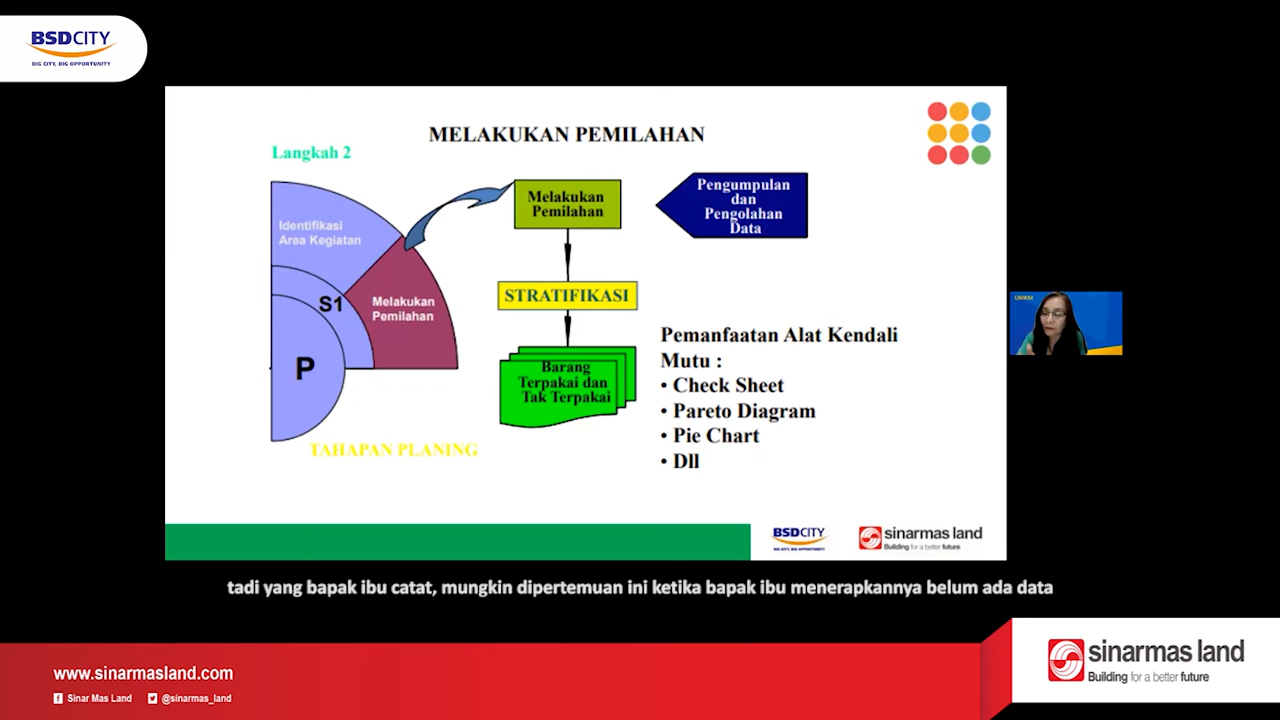 BSDCITY
BIG CITY, BIG OPPORTUNITY
MELAKUKAN PEMILAHAN
Langkah 2
Identifikasi
Area Kegiatan
S1
Melakukan
Pemilahan
P
TAHAPAN PLANING
Melakukan
Pemilahan
Pengumpulan
dan
Pengolahan
Data
STRATIFIKASI
Barang
Terpakai dan
Tak Terpakai
Pemanfaatan Alat Kendali
Mutu :
• Check Sheet
• Pareto Diagram
• Pie Chart
• Dll
UMKM
BSDCITY
BIG CITY, BIG OPPORTUNITY
sinarmas land
Building for a better future
tadi yang bapak ibu catat, mungkin dipertemuan ini ketika bapak ibu menerapkannya belum ada data
www.sinarmasland.com
Sinar Mas Land
@sinarmas_land
sinarmas land
Building for a better future